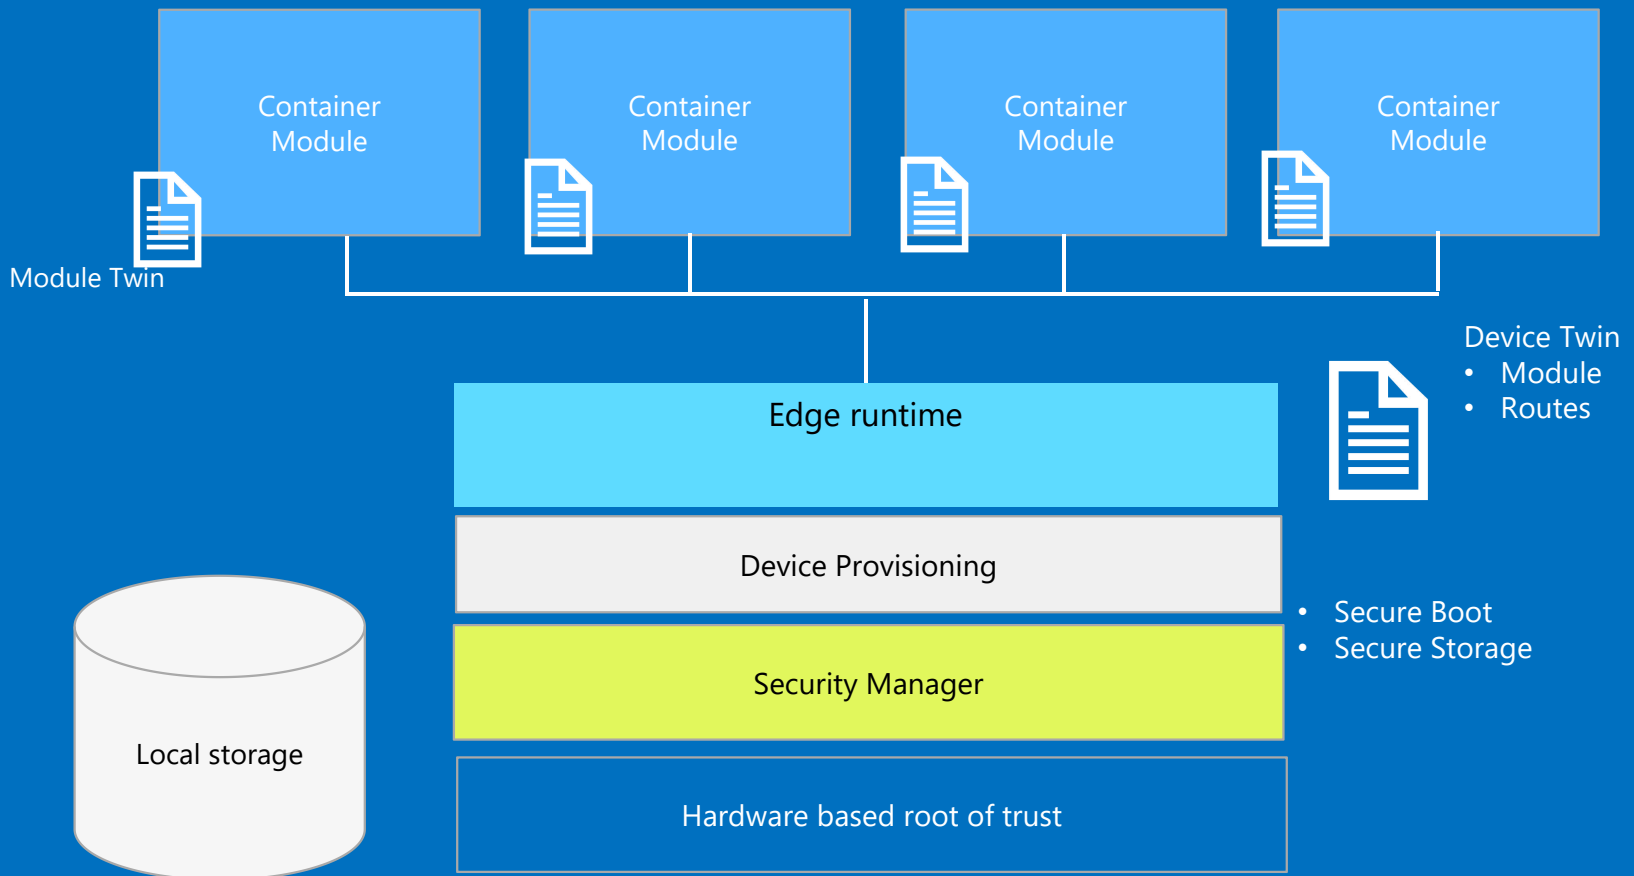 Container
Module
Container
Module
Container
Module
Container
Module
Module Twin
Device Twin
• Module
• Routes
Edge runtime
Device Provisioning
• Secure Boot
• Secure Storage
Security Manager
Local storage
Hardware based root of trust